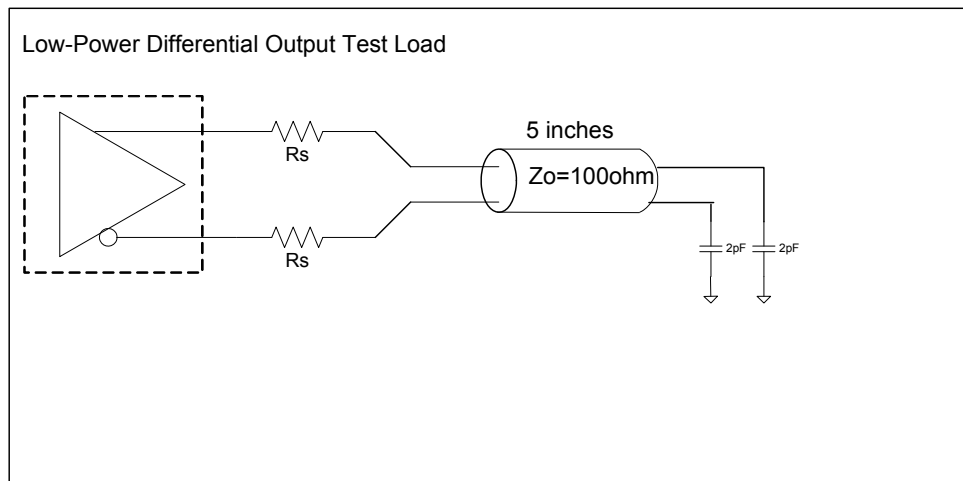 Low-Power Differential Output Test Load
Rs
Rs
5 inches
Zo=100ohm
2pF
2pF